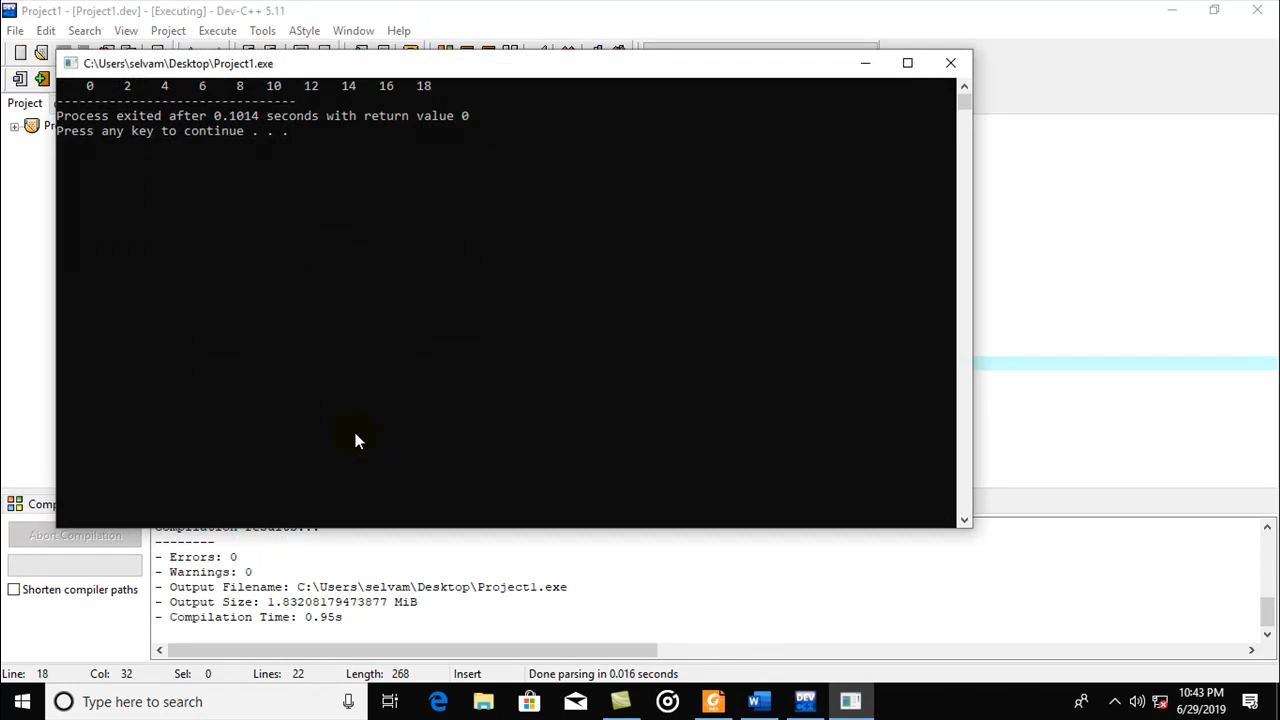 Project1 - [Project1.dev] - [Executing] - Dev-C++ 5.11
File Edit Search View Project Execute Tools AStyle Window Help
C:\Users\selvam\Desktop\Project1.exe
0 2 4 6 8 10 12 14 16 18
--------------------------------
Process exited after 0.1014 seconds with return value 0
Press any key to continue . . .
Project
Compilation results...
--------
- Errors: 0
- Warnings: 0
- Output Filename: C:\Users\selvam\Desktop\Project1.exe
- Output Size: 1.83208179473877 MiB
- Compilation Time: 0.95s
Abort Compilation
Shorten compiler paths
Line: 18 Col: 32 Sel: 0 Lines: 22 Length: 268 Insert Done parsing in 0.016 seconds
Type here to search
10:43 PM
6/29/2019